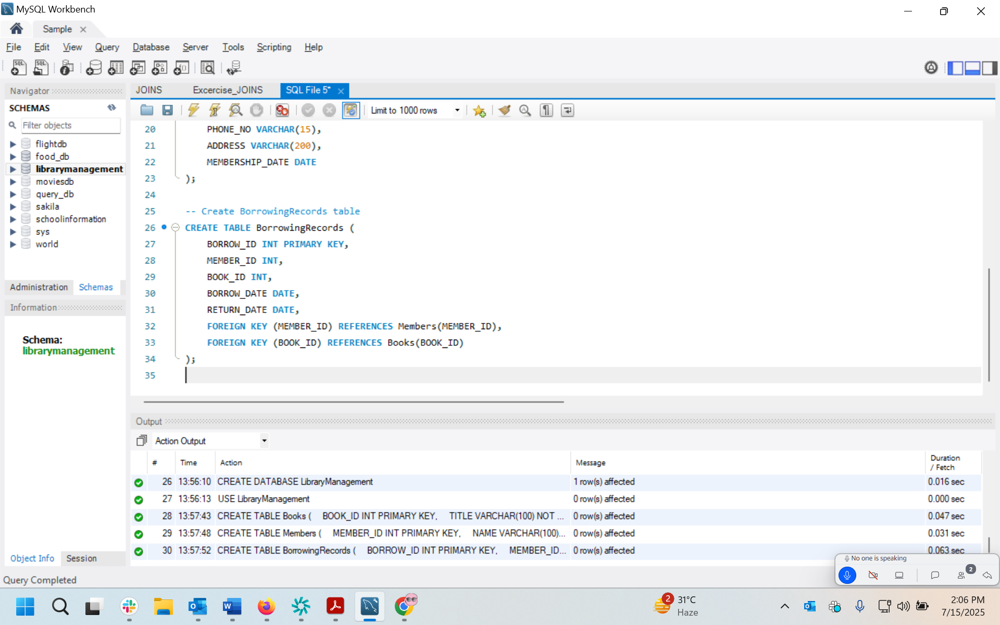 MySQL Workbench
Sample
File Edit View Query Database Server Tools Scripting Help
Navigator
SCHEMAS
Filter objects
flightdb
food_db
librarymanagement
moviesdb
query_db
sakila
schoolinformation
sys
world
Administration Schemas
Information
Schema:
librarymanagement
Object Info Session
JOINS Excercise_JOINS SQL File 5*
Limit to 1000 rows
20 PHONE_NO VARCHAR(15),
21 ADDRESS VARCHAR(200),
22 MEMBERSHIP_DATE DATE
23 );
24
25 -- Create BorrowingRecords table
26 CREATE TABLE BorrowingRecords (
27 BORROW_ID INT PRIMARY KEY,
28 MEMBER_ID INT,
29 BOOK_ID INT,
30 BORROW_DATE DATE,
31 RETURN_DATE DATE,
32 FOREIGN KEY (MEMBER_ID) REFERENCES Members(MEMBER_ID),
33 FOREIGN KEY (BOOK_ID) REFERENCES Books(BOOK_ID)
34 );
35
Output
Action Output
# Time Action Message Duration / Fetch
26 13:56:10 CREATE DATABASE LibraryManagement 1 row(s) affected 0.016 sec
27 13:56:13 USE LibraryManagement 0 row(s) affected 0.000 sec
28 13:57:43 CREATE TABLE Books ( BOOK_ID INT PRIMARY KEY, TITLE VARCHAR(100) NOT ... 0 row(s) affected 0.047 sec
29 13:57:48 CREATE TABLE Members ( MEMBER_ID INT PRIMARY KEY, NAME VARCHAR(100)... 0 row(s) affected 0.031 sec
30 13:57:52 CREATE TABLE BorrowingRecords ( BORROW_ID INT PRIMARY KEY, MEMBER_ID... 0 row(s) affected 0.063 sec
No one is speaking
2
Query Completed
2 31°C
Haze
2:06 PM
7/15/2025